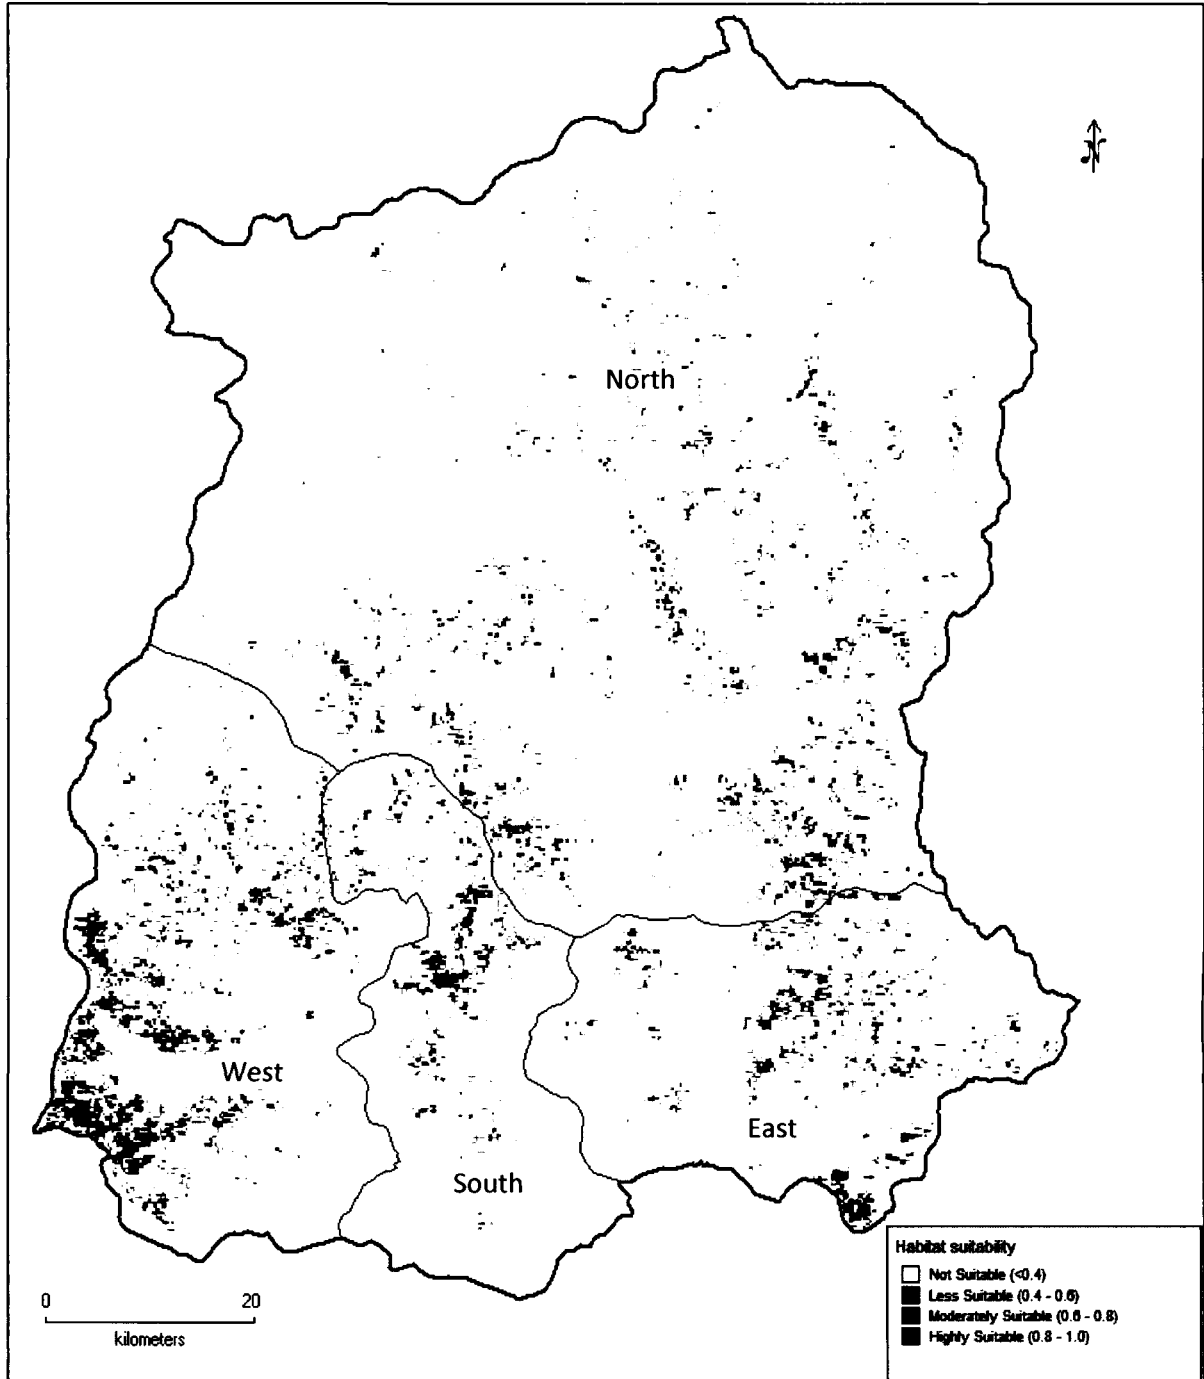 N
North
West
East
South
0 20
kilometers
Habitat suitability
Not Suitable (<0.4)
Less Suitable (0.4 - 0.6)
Moderately Suitable (0.6 - 0.8)
Highly Suitable (0.8 - 1.0)